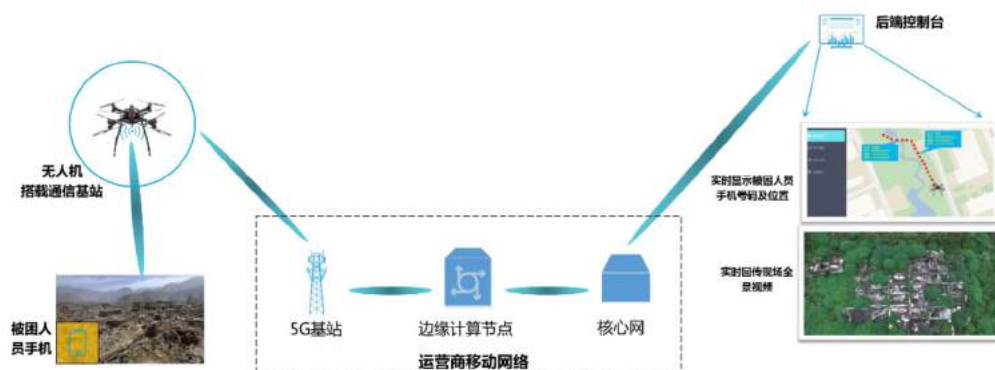 后端控制台
无人机
搭载通信基站
实时显示被困人员
手机号码及位置
实时回传现场全
景视频
被困人
员手机
5G基站
边缘计算节点
核心网
运营商移动网络